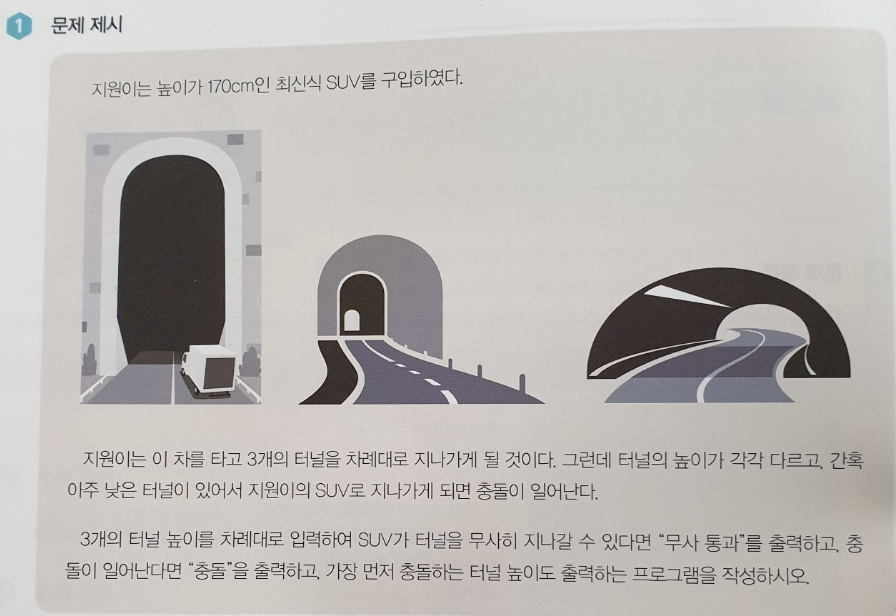 1 문제 제시
지원이는 높이가 170cm인 최신식 SUV를 구입하였다.
지원이는 이 차를 타고 3개의 터널을 차례대로 지나가게 될 것이다. 그런데 터널의 높이가 각각 다르고, 간혹
아주 낮은 터널이 있어서 지원이의 SUV로 지나가게 되면 충돌이 일어난다.
3개의 터널 높이를 차례대로 입력하여 SUV가 터널을 무사히 지나갈 수 있다면 “무사 통과”를 출력하고, 충
돌이 일어난다면 “충돌”을 출력하고, 가장 먼저 충돌하는 터널 높이도 출력하는 프로그램을 작성하시오.